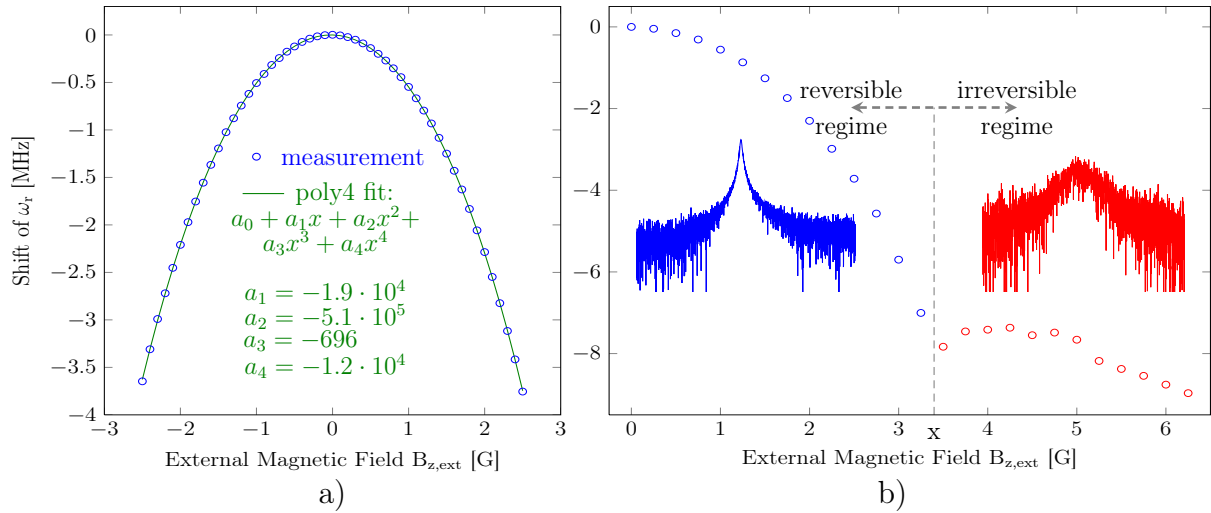 0
−0.5
−1
−1.5
−2
−2.5
−3
−3.5
−4
Shift of ωᵣ [MHz]
measurement
poly4 fit:
a₀ + a₁x + a₂x² +
a₃x³ + a₄x⁴
a₁ = −1.9 · 10⁴
a₂ = −5.1 · 10⁵
a₃ = −696
a₄ = −1.2 · 10⁴
−3 −2 −1 0 1 2 3
External Magnetic Field B_z,ext [G]
a)
0
−2
−4
−6
−8
reversible irreversible
regime regime
0 1 2 3 x 4 5 6
External Magnetic Field B_z,ext [G]
b)